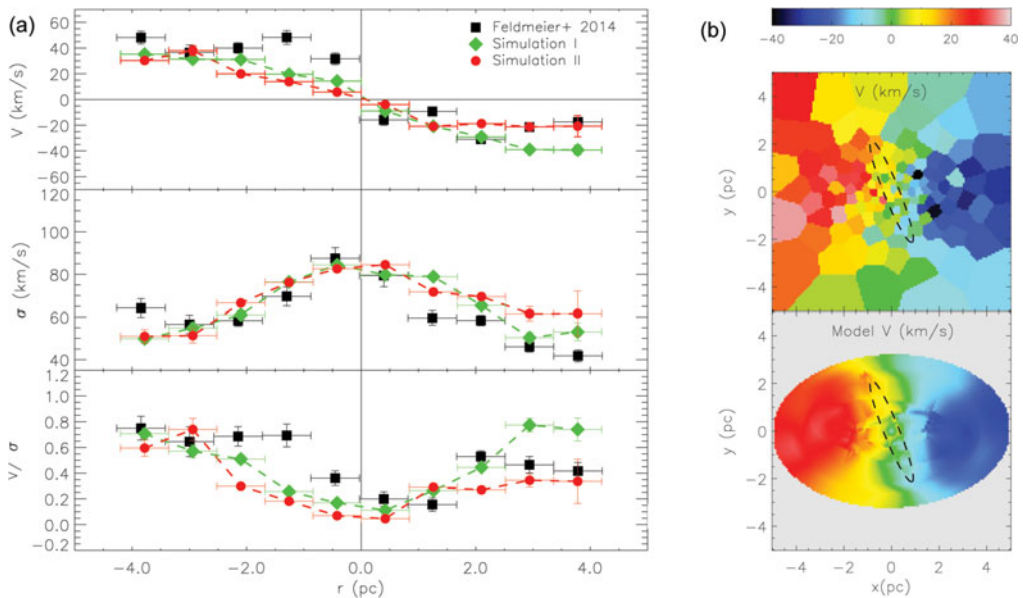 (a)
Feldmeier+ 2014
Simulation I
Simulation II
V (km/s)
60
40
20
0
−20
−40
−60
σ (km/s)
100
80
60
40
V/ σ
1.2
1.0
0.8
0.6
0.4
0.2
0.0
−0.2
−4.0 −2.0 0.0 2.0 4.0
r (pc)
(b)
−40 −20 0 20 40
V (km/s)
y (pc)
4
2
0
−2
−4
Model V (km/s)
y (pc)
4
2
0
−2
−4
−4 −2 0 2 4
x(pc)